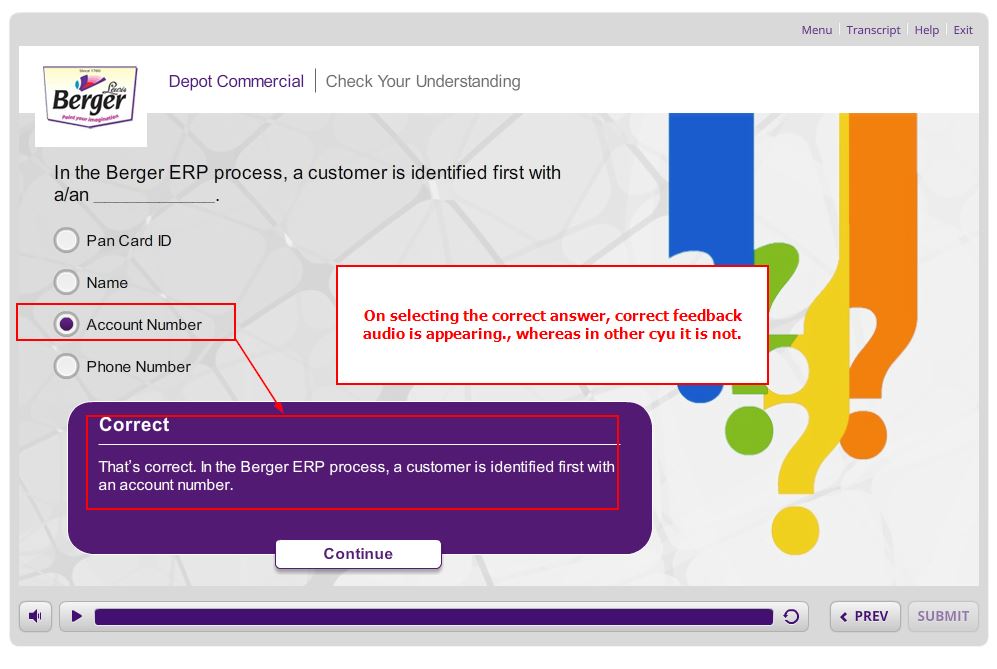 Menu Transcript Help Exit
Since 1760
Lewis
Berger
Paint your imagination
Depot Commercial Check Your Understanding
In the Berger ERP process, a customer is identified first with
a/an ___________.
Pan Card ID
Name
Account Number
Phone Number
On selecting the correct answer, correct feedback
audio is appearing., whereas in other cyu it is not.
Correct
That's correct. In the Berger ERP process, a customer is identified first with
an account number.
Continue
PREV SUBMIT